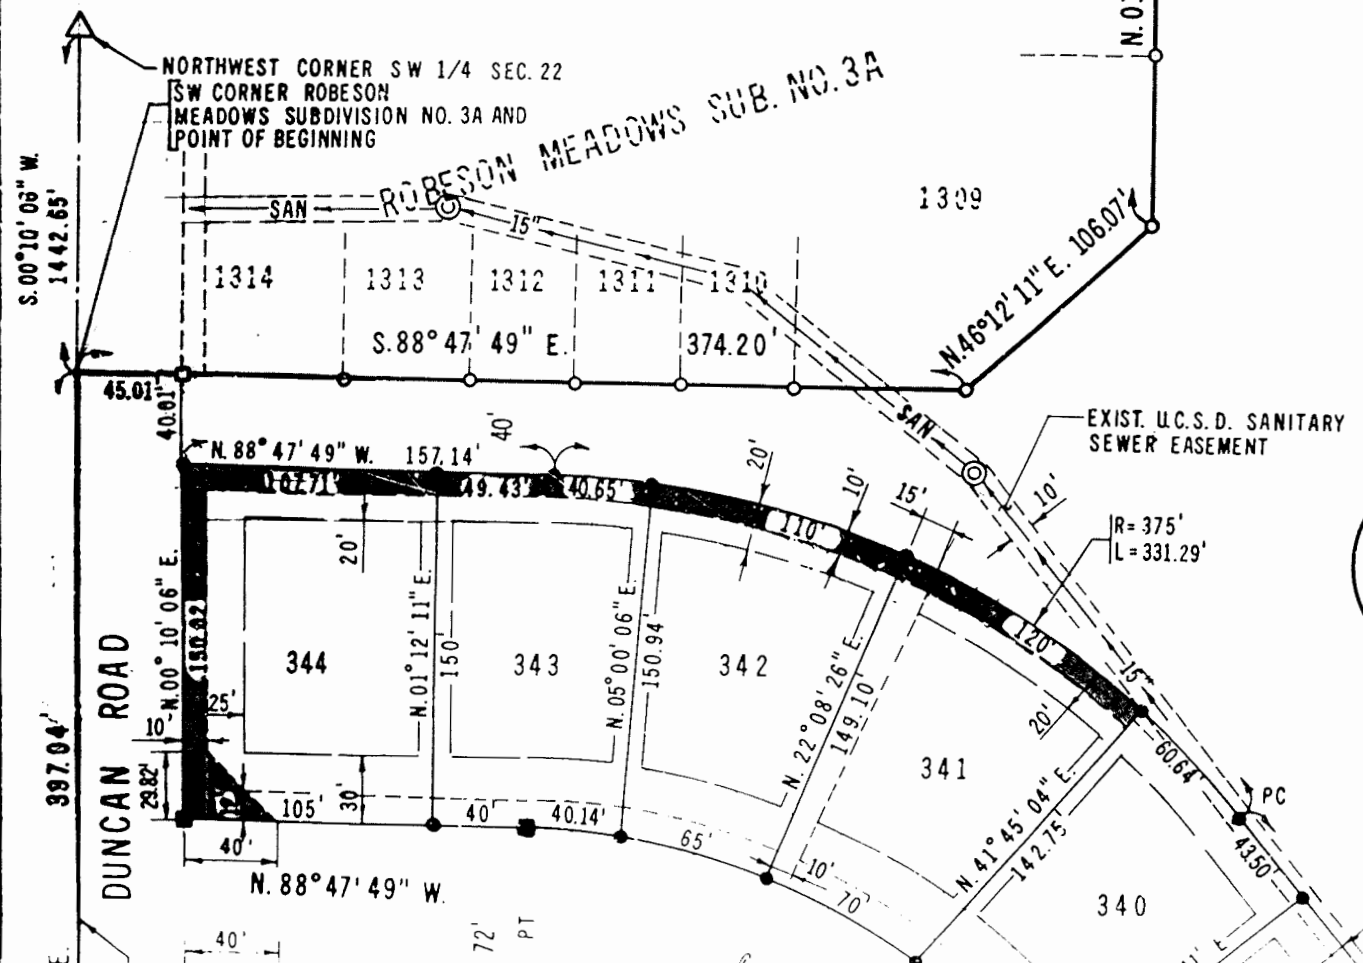 NORTHWEST CORNER SW 1/4 SEC. 22
SW CORNER ROBESON
MEADOWS SUBDIVISION NO. 3A AND
POINT OF BEGINNING
S.00°10'06" W.
1442.65'
ROBESON MEADOWS SUB. NO. 3A
SAN
15"
1309
1314
1313
1312
1311
1310
S.88°47'49" E.
374.20'
N.46°12'11" E. 106.07'
45.01'
40.01'
N.88°47'49" W.
157.14'
40'
107.71'
49.43'
40.65'
20'
110'
10'
15'
SAN
EXIST. U.C.S.D. SANITARY
SEWER EASEMENT
10'
R=375'
L=331.29'
120'
15"
20'
60.64'
PC
43.50'
N.00°10'06" E.
150.02
20'
344
N.01°12'11" E.
150'
343
N.05°00'06" E.
150.94'
342
N.22°08'26" E.
149.10'
341
N.41°45'04" E.
142.75'
340
DUNCAN ROAD
397.94'
25'
10'
29.82'
105'
30'
40'
40.14'
65'
10'
70'
40'
N.88°47'49" W.
40'
72'
PT